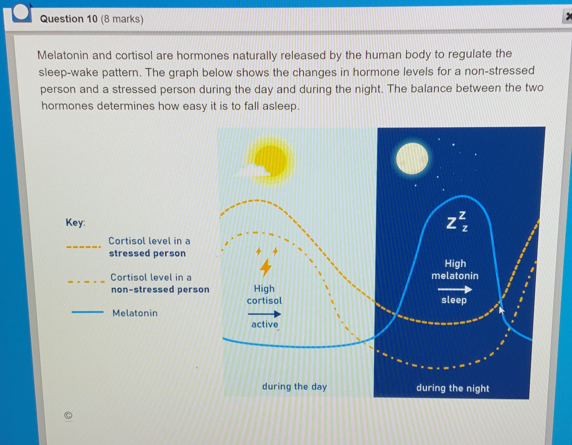 Question 10 (8 marks)
Melatonin and cortisol are hormones naturally released by the human body to regulate the
sleep-wake pattern. The graph below shows the changes in hormone levels for a non-stressed
person and a stressed person during the day and during the night. The balance between the two
hormones determines how easy it is to fall asleep.
Key:
Cortisol level in a
stressed person
Cortisol level in a
non-stressed person
Melatonin
High
cortisol
active
during the day
Z Z Z
High
melatonin
sleep
during the night
©